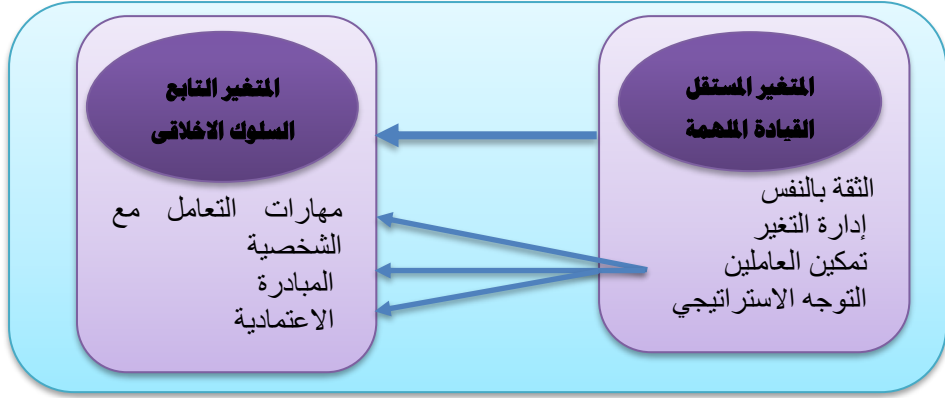 المتغير المستقل
القيادة الملهمة
الثقة بالنفس
إدارة التغير
تمكين العاملين
التوجه الاستراتيجي
المتغير التابع
السلوك الاخلاقى
مهارات التعامل مع
الشخصية
المبادرة
الاعتمادية